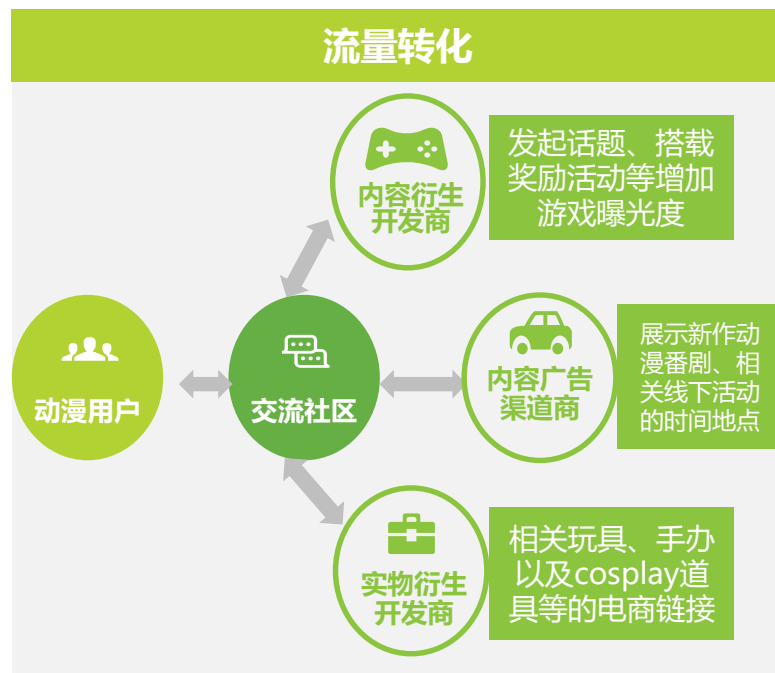 流量转化
内容衍生
开发商
发起话题、搭载
奖励活动等增加
游戏曝光度
动漫用户
交流社区
内容广告
渠道商
展示新作动
漫番剧、相
关线下活动
的时间地点
实物衍生
开发商
相关玩具、手办
以及cosplay道
具等的电商链接